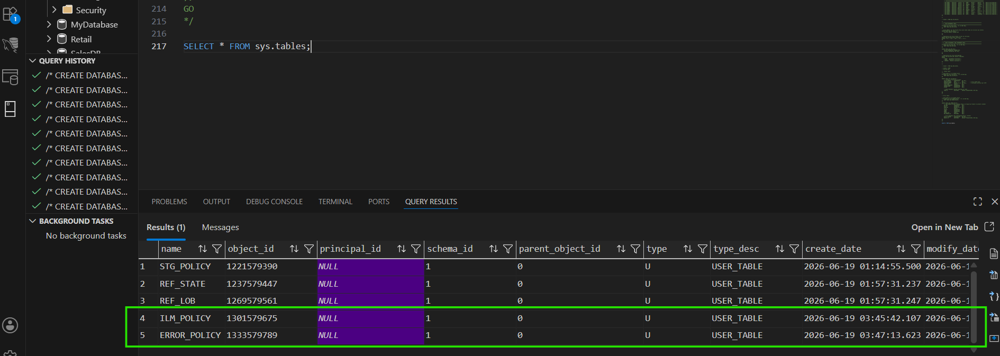 1
Security
MyDatabase
Retail
SalesDB
QUERY HISTORY
/* CREATE DATABAS...
/* CREATE DATABAS...
/* CREATE DATABAS...
/* CREATE DATABAS...
/* CREATE DATABAS...
/* CREATE DATABAS...
/* CREATE DATABAS...
/* CREATE DATABAS...
/* CREATE DATABAS...
/* CREATE DATABAS...
BACKGROUND TASKS
No background tasks
214 GO
215 */
216
217 SELECT * FROM sys.tables;
PROBLEMS OUTPUT DEBUG CONSOLE TERMINAL PORTS QUERY RESULTS
Results (1) Messages Open in New Tab
name object_id principal_id schema_id parent_object_id type type_desc create_date modify_dat
1 STG_POLICY 1221579390 NULL 1 0 U USER_TABLE 2026-06-19 01:14:55.500 2026-06-1
2 REF_STATE 1237579447 NULL 1 0 U USER_TABLE 2026-06-19 01:57:31.237 2026-06-1
3 REF_LOB 1269579561 NULL 1 0 U USER_TABLE 2026-06-19 01:57:31.247 2026-06-1
4 ILM_POLICY 1301579675 NULL 1 0 U USER_TABLE 2026-06-19 03:45:42.107 2026-06-1
5 ERROR_POLICY 1333579789 NULL 1 0 U USER_TABLE 2026-06-19 03:47:13.623 2026-06-1